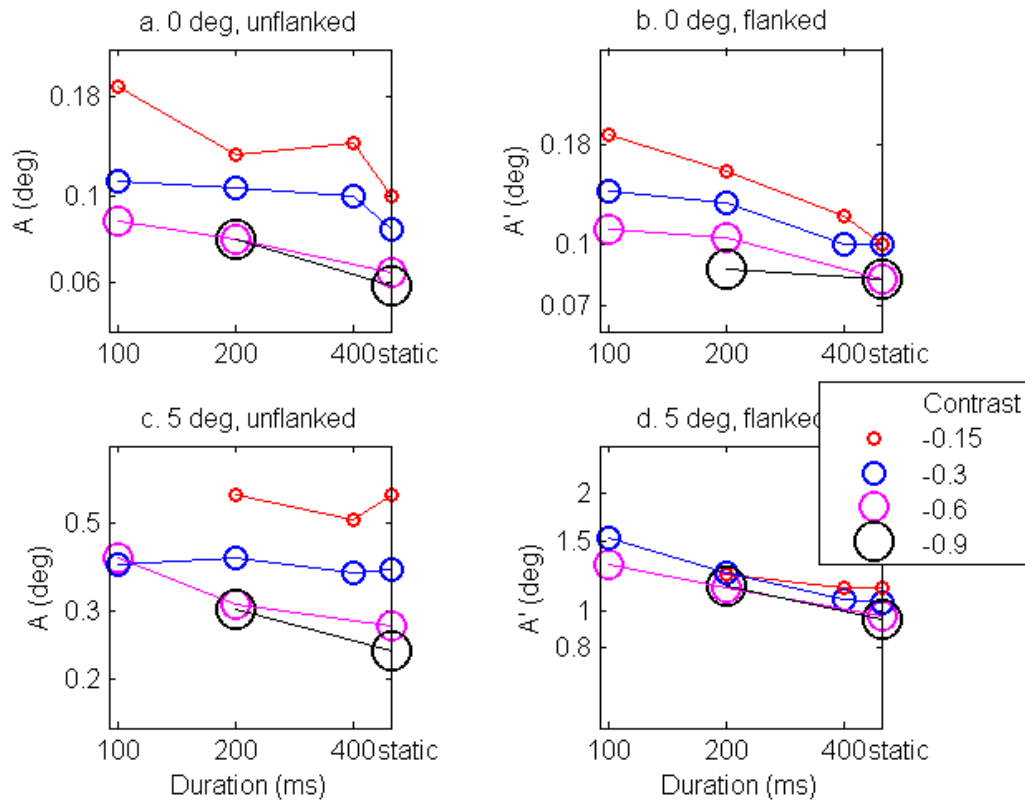 a. 0 deg, unflanked
A (deg)
0.18
0.1
0.06
100 200 400static
b. 0 deg, flanked
A' (deg)
0.18
0.1
0.07
100 200 400static
c. 5 deg, unflanked
A (deg)
0.5
0.3
0.2
100 200 400static
Duration (ms)
d. 5 deg, flanked
A' (deg)
2
1.5
1
0.8
100 200 400static
Duration (ms)
Contrast
-0.15
-0.3
-0.6
-0.9